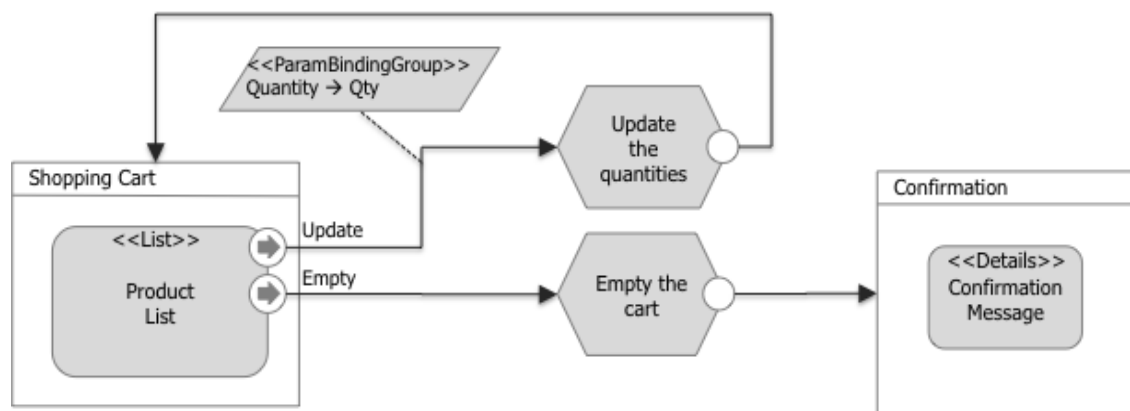 <<ParamBindingGroup>>
Quantity → Qty
Update
the
quantities
Shopping Cart
<<List>>
Product
List
Update
Empty
Empty the
cart
Confirmation
<<Details>>
Confirmation
Message